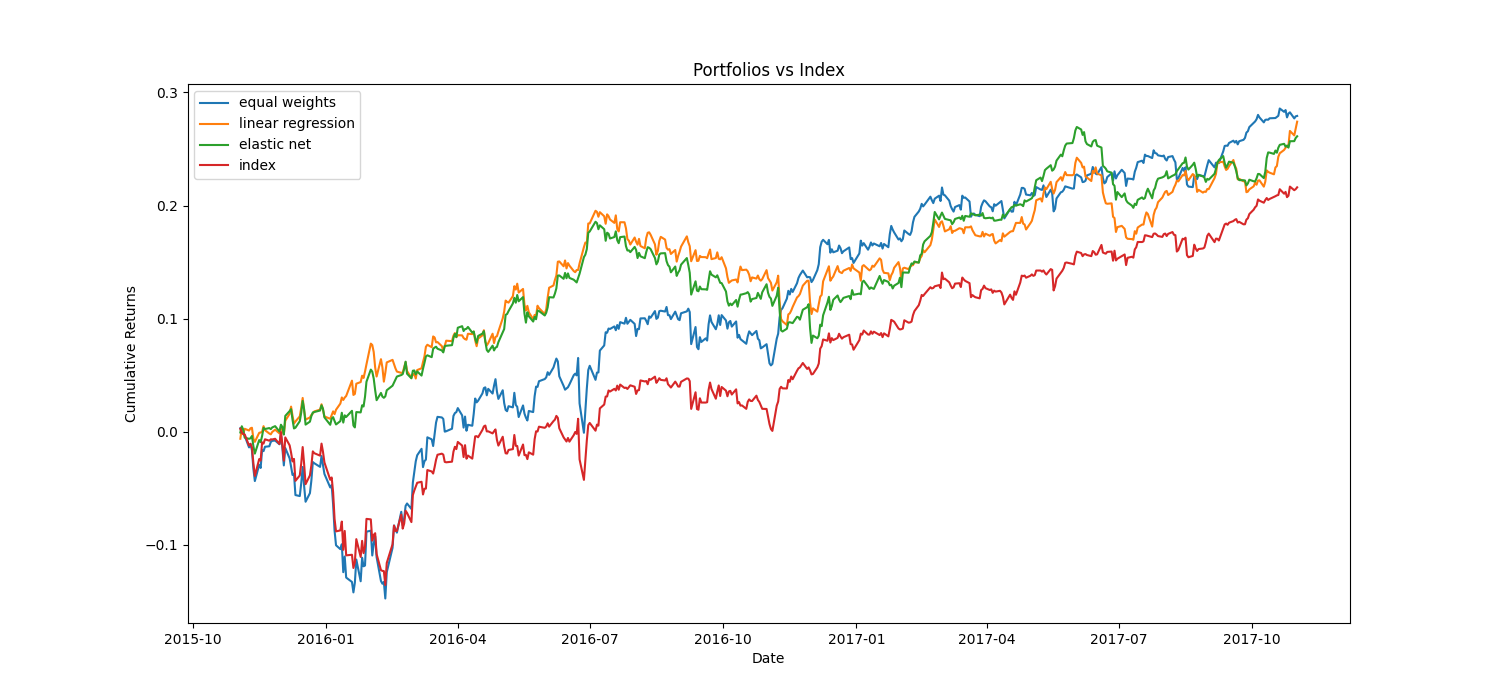 Portfolios vs Index
equal weights
linear regression
elastic net
index
Cumulative Returns
0.3
0.2
0.1
0.0
−0.1
2015-10
2016-01
2016-04
2016-07
2016-10
2017-01
2017-04
2017-07
2017-10
Date